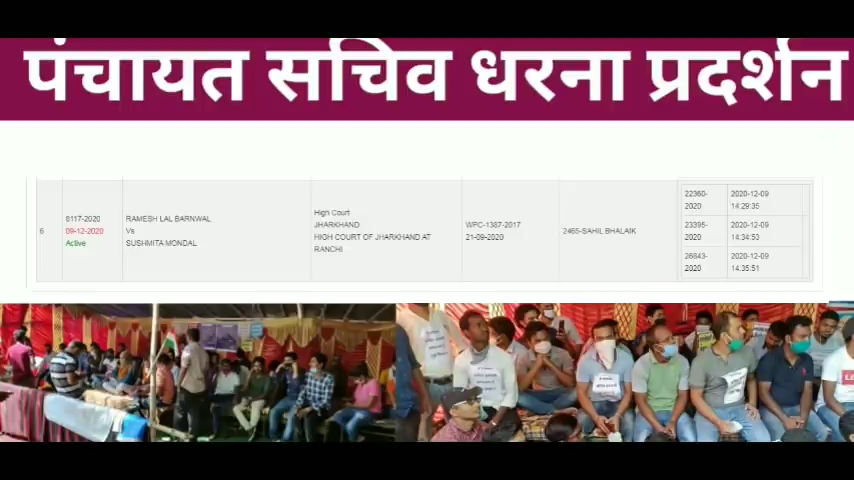 पंचायत सचिव धरना प्रदर्शन
6
8117-2020
09-12-2020
Active
RAMESH LAL BARNWAL
Vs
SUSHMITA MONDAL
High Court
JHARKHAND
HIGH COURT OF JHARKHAND AT
RANCHI
WPC-1387-2017
21-09-2020
2465-SAHIL BHALAIK
22360-
2020
2020-12-09
14:29:35
23395-
2020
2020-12-09
14:34:53
26843-
2020
2020-12-09
14:35:51